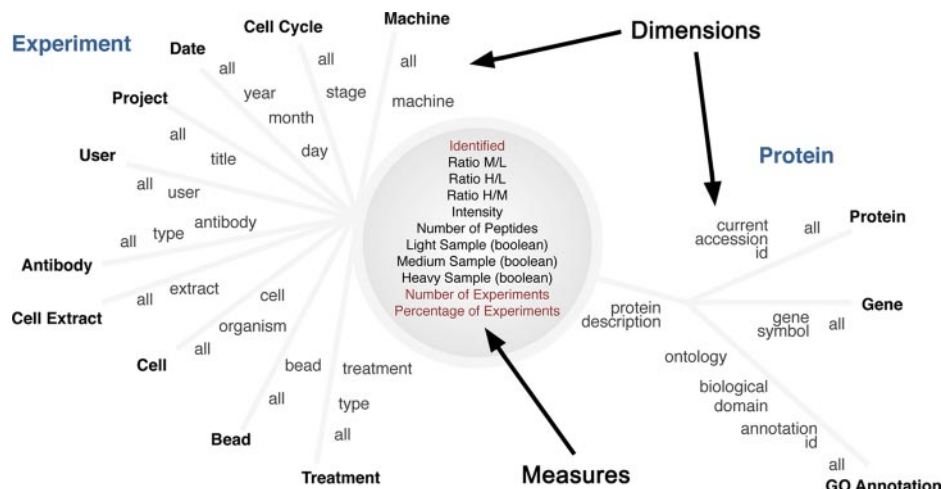 Experiment
Machine
Cell Cycle
Date
Project
User
Antibody
Cell Extract
Cell
Bead
Treatment
all
machine
all
stage
all
year
month
day
all
title
all
user
all
type
antibody
all
extract
cell
organism
all
bead
all
treatment
type
all
Dimensions
Identified
Ratio M/L
Ratio H/L
Ratio H/M
Intensity
Number of Peptides
Light Sample (boolean)
Medium Sample (boolean)
Heavy Sample (boolean)
Number of Experiments
Percentage of Experiments
Measures
Protein
Protein
all
current
accession
id
Gene
gene
symbol
all
protein
description
ontology
biological
domain
annotation
id
all
GO Annotation